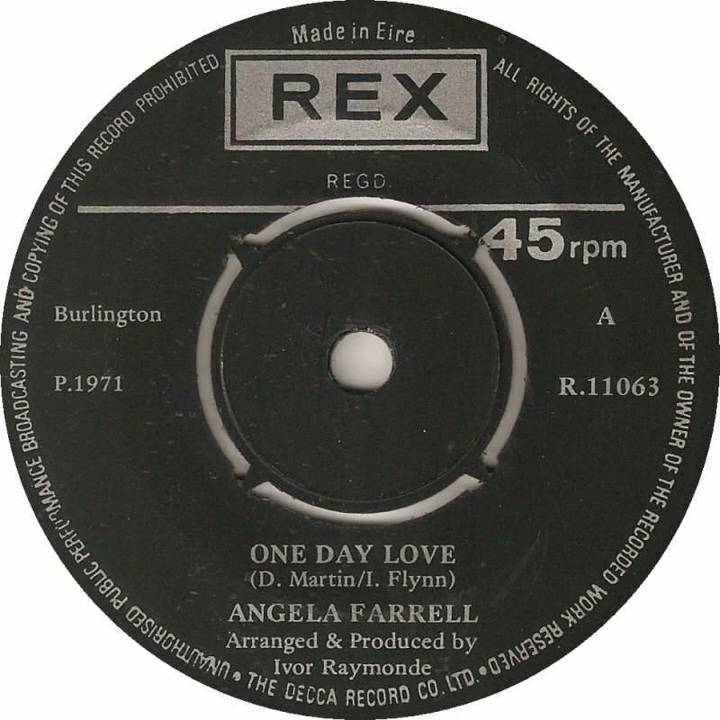 Made in Eire
REX
REGD.
45 rpm
Burlington
A
P.1971
R.11063
ONE DAY LOVE
(D. Martin/I. Flynn)
ANGELA FARRELL
Arranged & Produced by
Ivor Raymonde
ALL RIGHTS OF THE MANUFACTURER AND OF THE OWNER OF THE RECORDED WORK RESERVED • THE DECCA RECORD CO. LTD. • UNAUTHORISED PUBLIC PERFORMANCE BROADCASTING AND COPYING OF THIS RECORD PROHIBITED